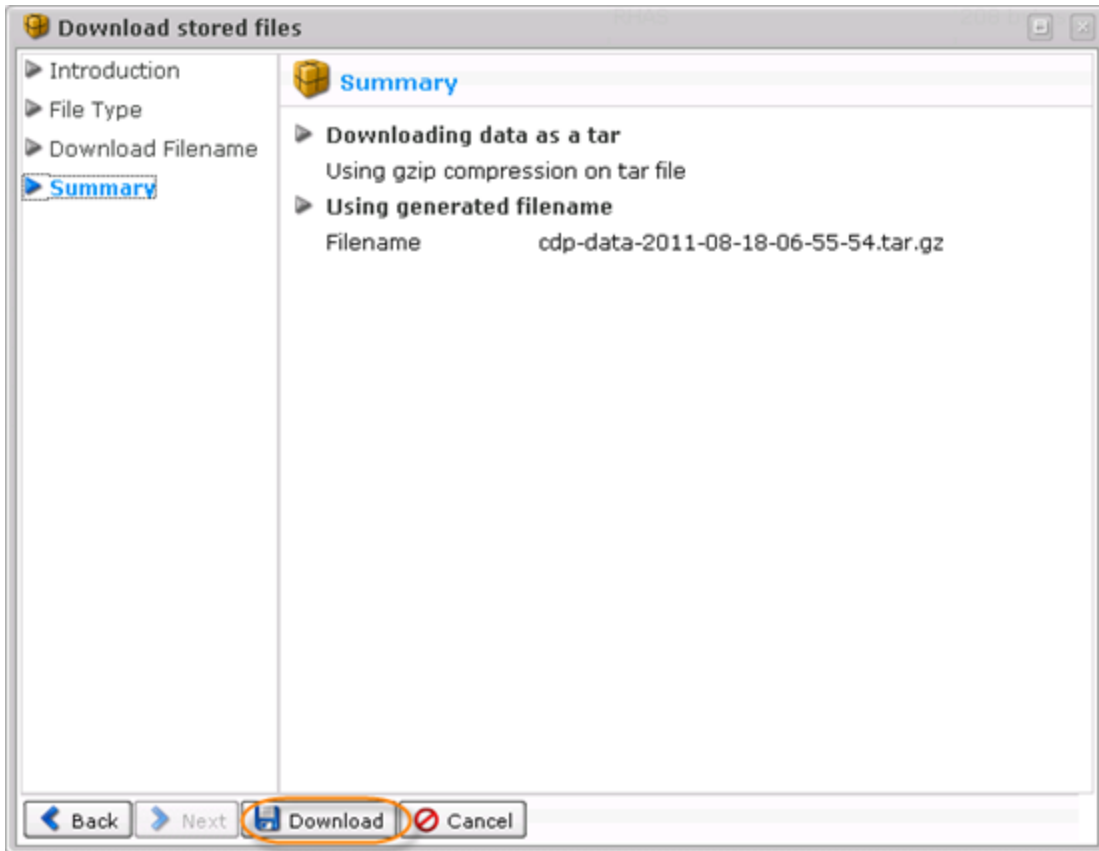 Download stored files
RHAS
Introduction
File Type
Download Filename
Summary
Summary
Downloading data as a tar
Using gzip compression on tar file
Using generated filename
Filename cdp-data-2011-08-18-06-55-54.tar.gz
Back Next Download Cancel